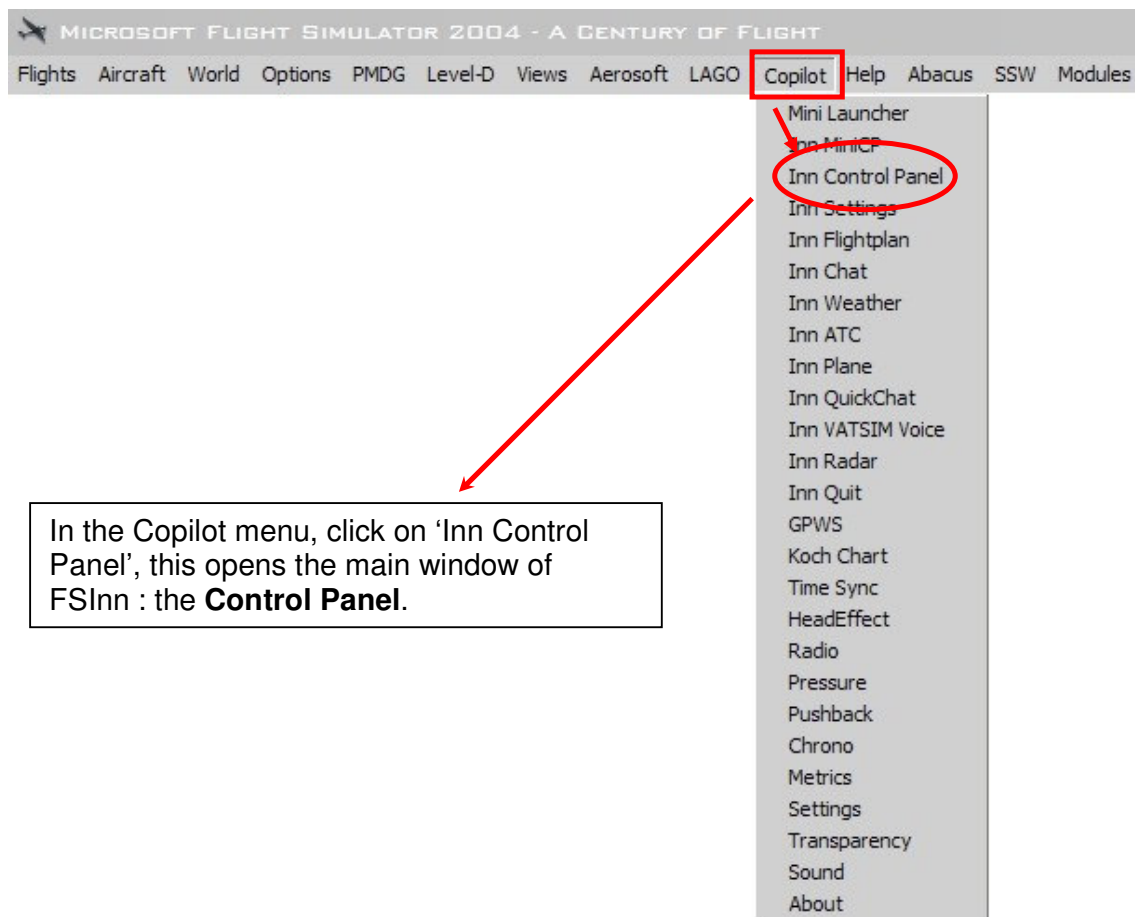 MICROSOFT FLIGHT SIMULATOR 2004 - A CENTURY OF FLIGHT
Flights Aircraft World Options PMDG Level-D Views Aerosoft LAGO Copilot Help Abacus SSW Modules
Mini Launcher
Inn MiniCP
Inn Control Panel
Inn Settings
Inn Flightplan
Inn Chat
Inn Weather
Inn ATC
Inn Plane
Inn QuickChat
Inn VATSIM Voice
Inn Radar
Inn Quit
GPWS
Koch Chart
Time Sync
HeadEffect
Radio
Pressure
Pushback
Chrono
Metrics
Settings
Transparency
Sound
About
In the Copilot menu, click on ‘Inn Control
Panel’, this opens the main window of
FSInn : the Control Panel.